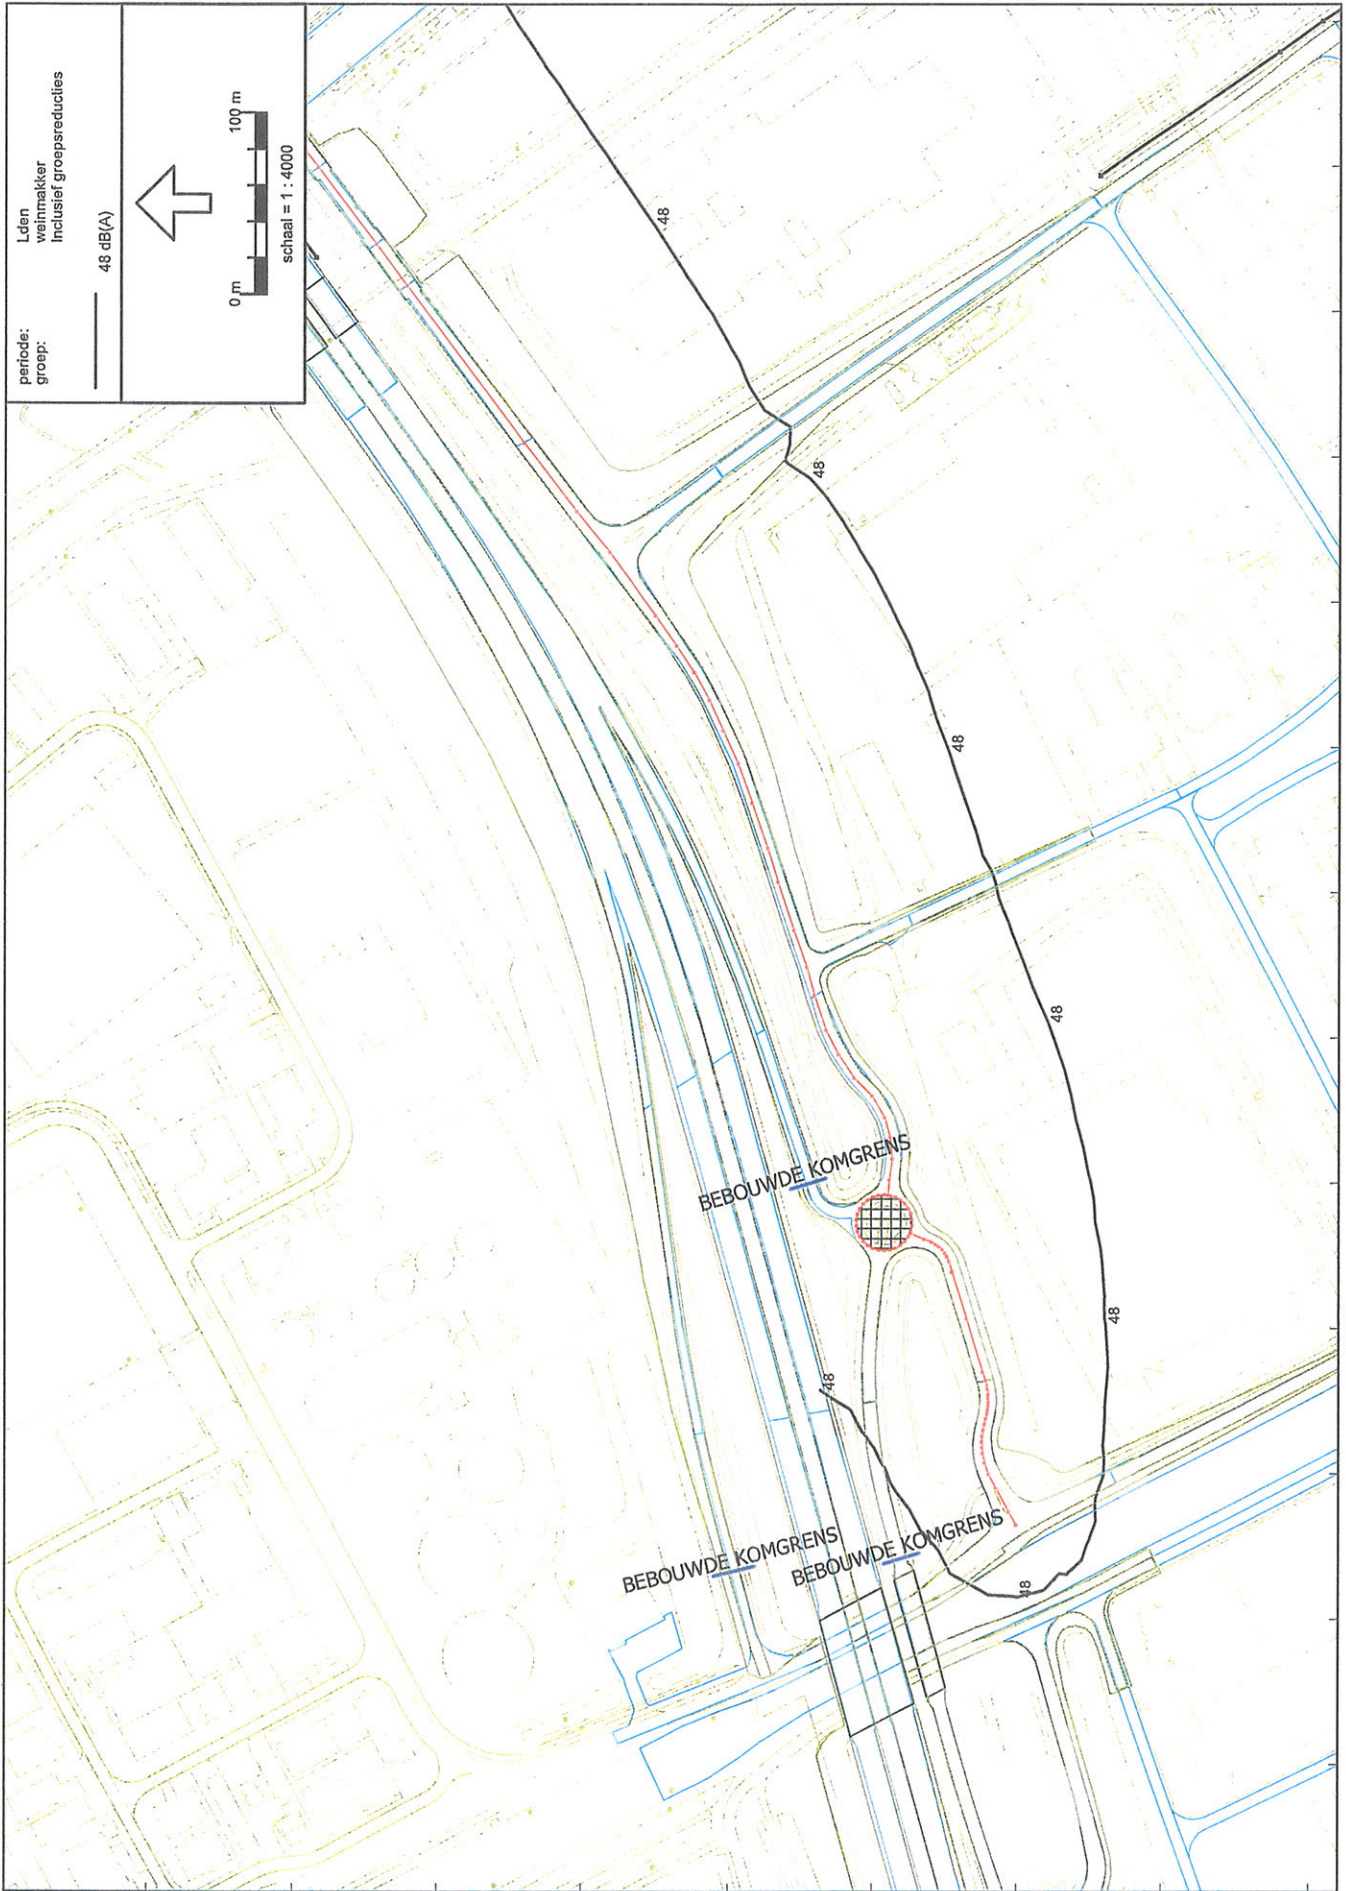 periode: Lden
groep: weinmakker
Inclusief groepsreducties
48 dB(A)
0 m 100 m
schaal = 1 : 4000
48
48
48
48
48
48
48
BEBOUWDE KOMGRENS
BEBOUWDE KOMGRENS
BEBOUWDE KOMGRENS